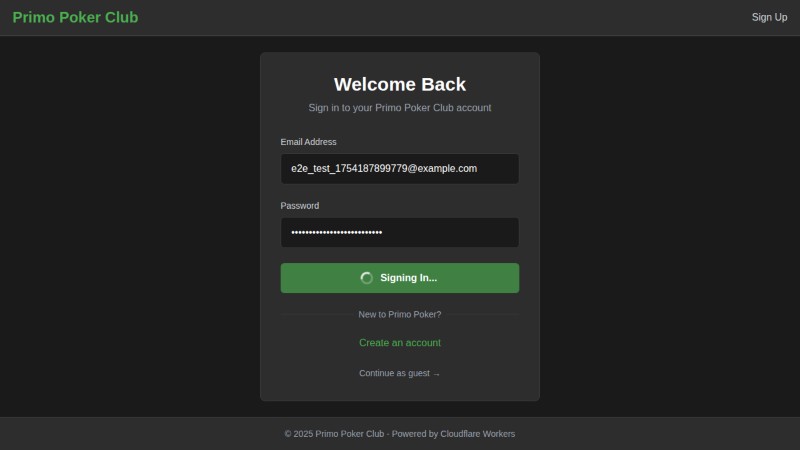 Primo Poker Club
Sign Up
Welcome Back
Sign in to your Primo Poker Club account
Email Address
e2e_test_1754187899779@example.com
Password
••••••••••••••••••••••••••
Signing In...
New to Primo Poker?
Create an account
Continue as guest →
© 2025 Primo Poker Club - Powered by Cloudflare Workers